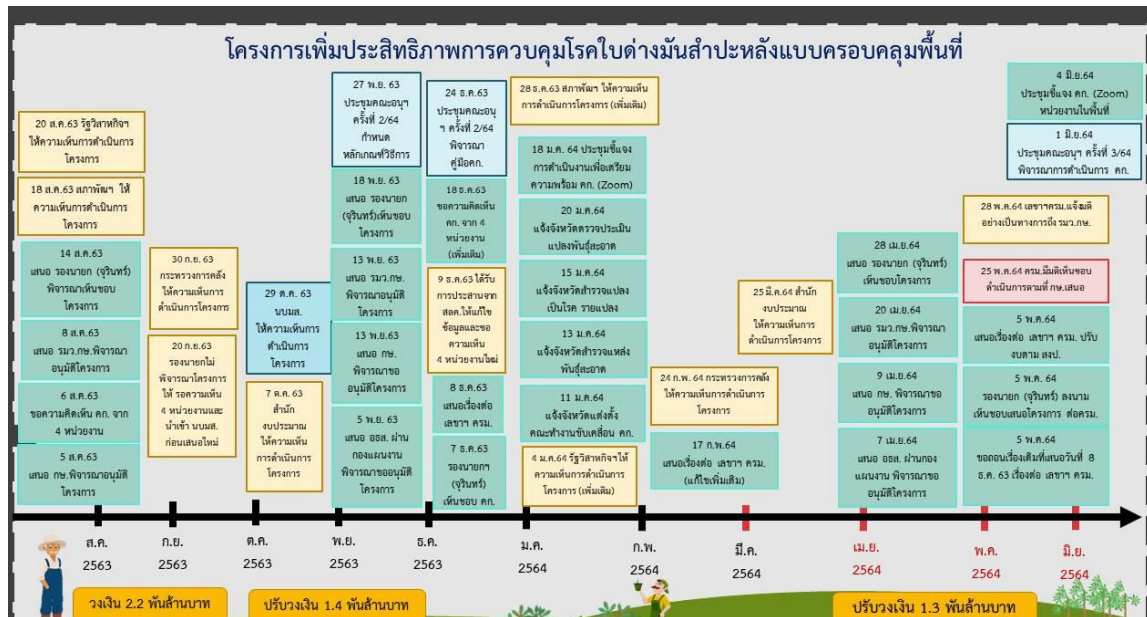 โครงการเพิ่มประสิทธิภาพการควบคุมโรคใบด่างมันสำปะหลังแบบครอบคลุมพื้นที่
20 ส.ค.63 รัฐวิสาหกิจฯ
ให้ความเห็นการดำเนินการ
โครงการ
18 ส.ค.63 สภาพัฒฯ ให้
ความเห็นการดำเนินการ
โครงการ
14 ส.ค.63
เสนอ รองนายก (จุรินทร์)
พิจารณาเห็นชอบ
โครงการ
8 ส.ค.63
เสนอ รมว.กษ.พิจารณา
อนุมัติโครงการ
6 ส.ค.63
ขอความคิดเห็น คก. จาก
4 หน่วยงาน
5 ส.ค.63
เสนอ กษ.พิจารณาอนุมัติ
โครงการ
30 ก.ย. 63
กระทรวงการคลัง
ให้ความเห็นการ
ดำเนินการโครงการ
20 ก.ย.63
รองนายกไม่
พิจารณาโครงการ
ให้ รอความเห็น
4 หน่วยงานและ
นำเข้า นบมส.
ก่อนเสนอใหม่
29 ต.ค. 63
นบมส.
ให้ความเห็นการ
ดำเนินการ
โครงการ
7 ต.ค. 63
สำนัก
งบประมาณ
ให้ความเห็น
การดำเนินการ
โครงการ
27 พ.ย. 63
ประชุมคณะอนุฯ
ครั้งที่ 2/64
กำหนด
หลักเกณฑ์วิธีการ
18 พ.ย. 63
เสนอ รองนายก
(จุรินทร์)เห็นชอบ
โครงการ
13 พ.ย. 63
เสนอ รมว.กษ.
พิจารณาอนุมัติ
โครงการ
13 พ.ย. 63
เสนอ กษ.
พิจารณาขอ
อนุมัติโครงการ
5 พ.ย. 63
เสนอ อธส. ผ่าน
กองแผนงาน
พิจารณาขออนุมัติ
โครงการ
24 ธ.ค. 63
ประชุมคณะอนุ
ฯ ครั้งที่ 2/64
พิจารณา
คู่มือคก.
18 ธ.ค.63
ขอความคิดเห็น
คก. จาก 4
หน่วยงาน
(เพิ่มเติม)
9 ธ.ค.63 ได้รับ
การประสานจาก
สลค.ให้แก้ไข
ข้อมูลและขอ
ความเห็น
4 หน่วยงานใหม่
8 ธ.ค.63
เสนอเรื่องต่อ
เลขาฯ ครม.
7 ธ.ค.63
รองนายกฯ
(จุรินทร์)
เห็นชอบ คก.
28 ธ.ค.63 สภาพัฒฯ ให้ความเห็น
การดำเนินการโครงการ (เพิ่มเติม)
18 ม.ค. 64 ประชุมชี้แจง
การดำเนินงานเพื่อเตรียม
ความพร้อม คก. (Zoom)
20 ม.ค.64
แจ้งจังหวัดตรวจประเมิน
แปลงพันธุ์สะอาด
15 ม.ค.64
แจ้งจังหวัดสำรวจแปลง
เป็นโรค รายแปลง
13 ม.ค.64
แจ้งจังหวัดสำรวจแหล่ง
พันธุ์สะอาด
11 ม.ค.64
แจ้งจังหวัดแต่งตั้ง
คณะทำงานขับเคลื่อน คก.
4 ม.ค.64 รัฐวิสาหกิจฯให้
ความเห็นการดำเนินการ
โครงการ (เพิ่มเติม)
24 ก.พ. 64 กระทรวงการคลัง
ให้ความเห็นการดำเนินการ
โครงการ
17 ก.พ.64
เสนอเรื่องต่อ เลขาฯ ครม.
(แก้ไขเพิ่มเติม)
25 มี.ค.64 สำนัก
งบประมาณ
ให้ความเห็นการ
ดำเนินการโครงการ
28 เม.ย.64
เสนอ รองนายก (จุรินทร์)
เห็นชอบโครงการ
20 เม.ย.64
เสนอ รมว.กษ.พิจารณา
อนุมัติโครงการ
9 เม.ย.64
เสนอ กษ. พิจารณาขอ
อนุมัติโครงการ
7 เม.ย.64
เสนอ อธส. ผ่านกอง
แผนงาน พิจารณาขอ
อนุมัติโครงการ
4 มิ.ย.64
ประชุมชี้แจง คก. (Zoom)
หน่วยงานในพื้นที่
1 มิ.ย.64
ประชุมคณะอนุฯ ครั้งที่ 3/64
พิจารณาการดำเนินการ คก.
28 พ.ค.64 เลขาฯครม.แจ้งมติ
อย่างเป็นทางการถึง รมว.กษ.
25 พ.ค.64 ครม.มีมติเห็นชอบ
ดำเนินการตามที่ กษ.เสนอ
5 พ.ค.64
เสนอเรื่องต่อ เลขาฯ ครม. ปรับ
งบตาม สงป.
5 พ.ค. 64
รองนายก (จุรินทร์) ลงนาม
เห็นชอบเสนอโครงการ ต่อครม.
5 พ.ค.64
ขอถอนเรื่องเดิมที่เสนอวันที่ 8
ธ.ค. 63 เรื่องต่อ เลขาฯ ครม.
ส.ค.
2563
ก.ย.
2563
ต.ค.
2563
พ.ย.
2563
ธ.ค.
2563
ม.ค.
2564
ก.พ.
2564
มี.ค.
2564
เม.ย.
2564
พ.ค.
2564
มิ.ย.
2564
วงเงิน 2.2 พันล้านบาท
ปรับวงเงิน 1.4 พันล้านบาท
ปรับวงเงิน 1.3 พันล้านบาท